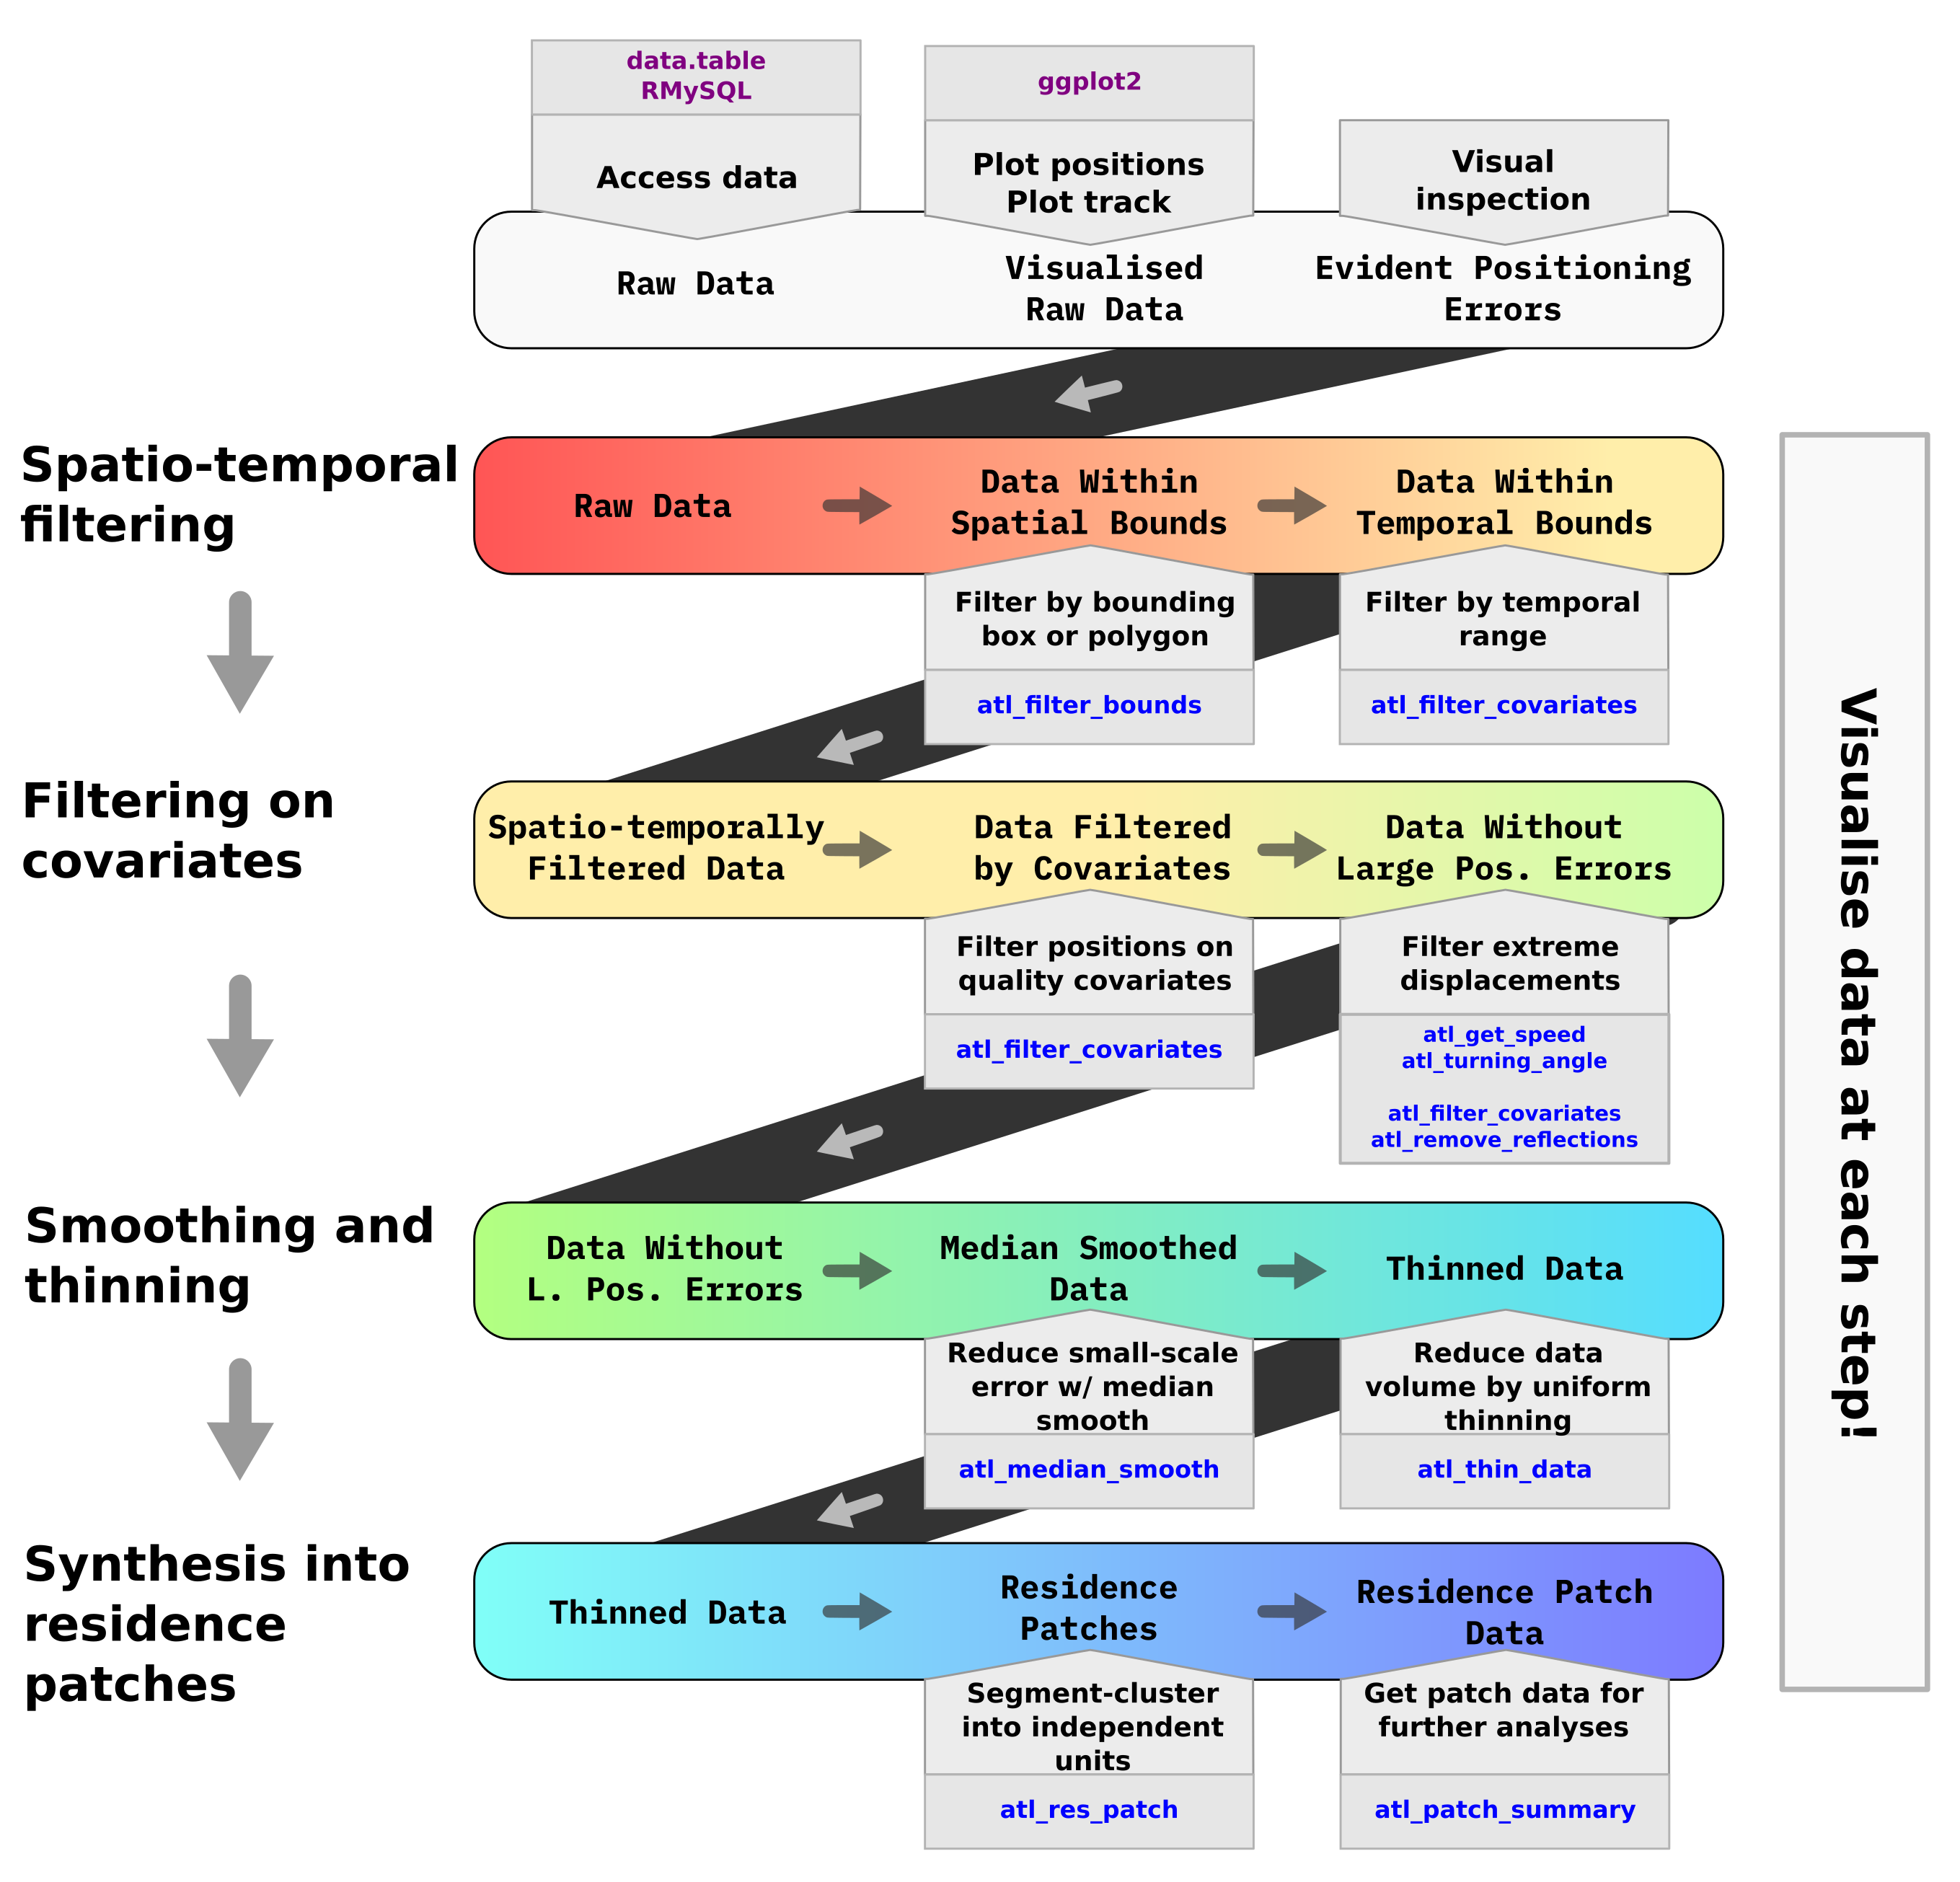 data.table
RMySQL
Access data
ggplot2
Plot positions
Plot track
Visual
inspection
Raw Data
Visualised
Raw Data
Evident Positioning
Errors
Spatio-temporal
filtering
Raw Data
Data Within
Spatial Bounds
Data Within
Temporal Bounds
Filter by bounding
box or polygon
atl_filter_bounds
Filter by temporal
range
atl_filter_covariates
Filtering on
covariates
Spatio-temporally
Filtered Data
Data Filtered
by Covariates
Data Without
Large Pos. Errors
Filter positions on
quality covariates
atl_filter_covariates
Filter extreme
displacements
atl_get_speed
atl_turning_angle
atl_filter_covariates
atl_remove_reflections
Smoothing and
thinning
Data Without
L. Pos. Errors
Median Smoothed
Data
Thinned Data
Reduce small-scale
error w/ median
smooth
atl_median_smooth
Reduce data
volume by uniform
thinning
atl_thin_data
Synthesis into
residence
patches
Thinned Data
Residence
Patches
Residence Patch
Data
Segment-cluster
into independent
units
atl_res_patch
Get patch data for
further analyses
atl_patch_summary
Visualise data at each step!